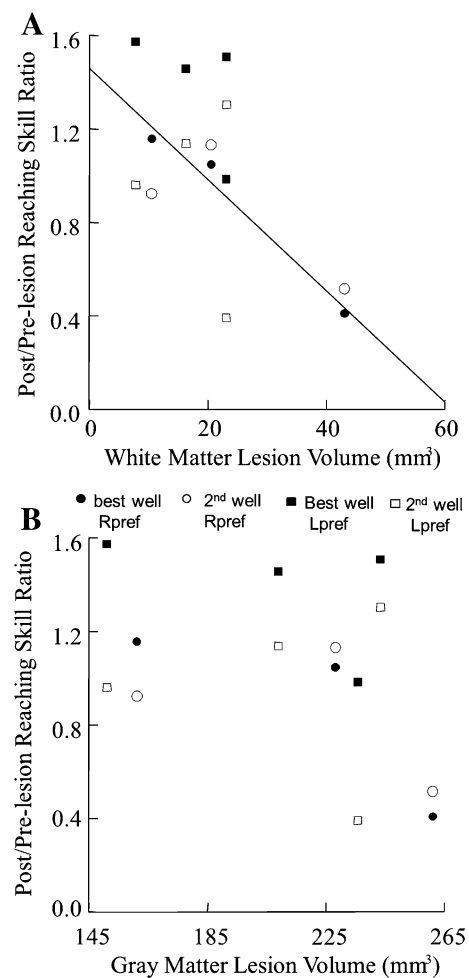 A
Post/Pre-lesion Reaching Skill Ratio
1.6
1.2
0.8
0.4
0.0
0 20 40 60
White Matter Lesion Volume (mm³)
best well Rpref
2nd well Rpref
Best well Lpref
2nd well Lpref
B
Post/Pre-lesion Reaching Skill Ratio
1.6
1.2
0.8
0.4
0.0
145 185 225 265
Gray Matter Lesion Volume (mm³)